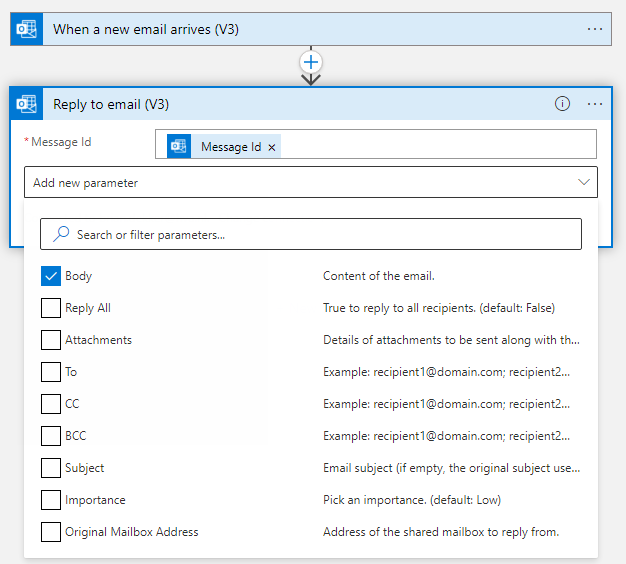 When a new email arrives (V3)
Reply to email (V3)
* Message Id
Message Id ×
Add new parameter
Search or filter parameters...
Body Content of the email.
Reply All True to reply to all recipients. (default: False)
Attachments Details of attachments to be sent along with th...
To Example: recipient1@domain.com; recipient2...
CC Example: recipient1@domain.com; recipient2...
BCC Example: recipient1@domain.com; recipient2...
Subject Email subject (if empty, the original subject use...
Importance Pick an importance. (default: Low)
Original Mailbox Address Address of the shared mailbox to reply from.